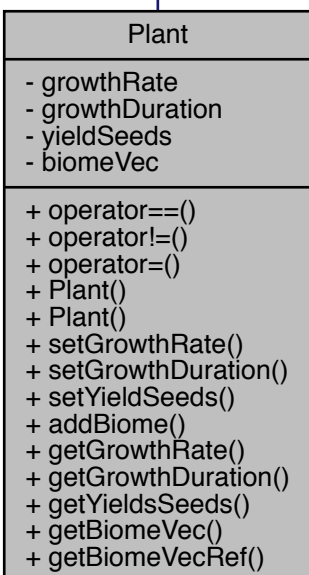 Plant
- growthRate
- growthDuration
- yieldSeeds
- biomeVec
+ operator==()
+ operator!=()
+ operator=()
+ Plant()
+ Plant()
+ setGrowthRate()
+ setGrowthDuration()
+ setYieldSeeds()
+ addBiome()
+ getGrowthRate()
+ getGrowthDuration()
+ getYieldsSeeds()
+ getBiomeVec()
+ getBiomeVecRef()